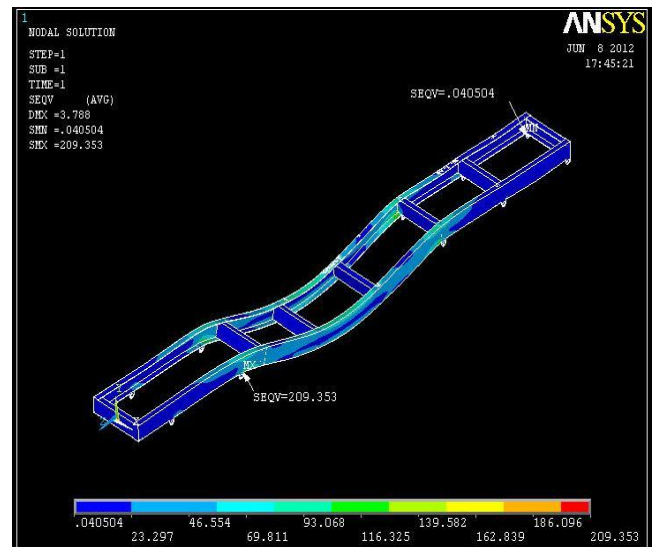 1
NODAL SOLUTION
ANSYS
STEP=1
SUB =1
TIME=1
SEQV (AVG)
DMX =3.788
SMN =.040504
SMX =209.353
JUN 8 2012
17:45:21
SEQV=.040504
MN
MX
SEQV=209.353
.040504 46.554 93.068 139.582 186.096
23.297 69.811 116.325 162.839 209.353